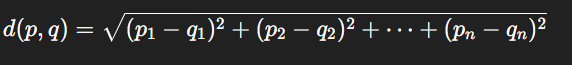 d(p, q) = √(p₁ − q₁)² + (p₂ − q₂)² + · · · + (pₙ − qₙ)²